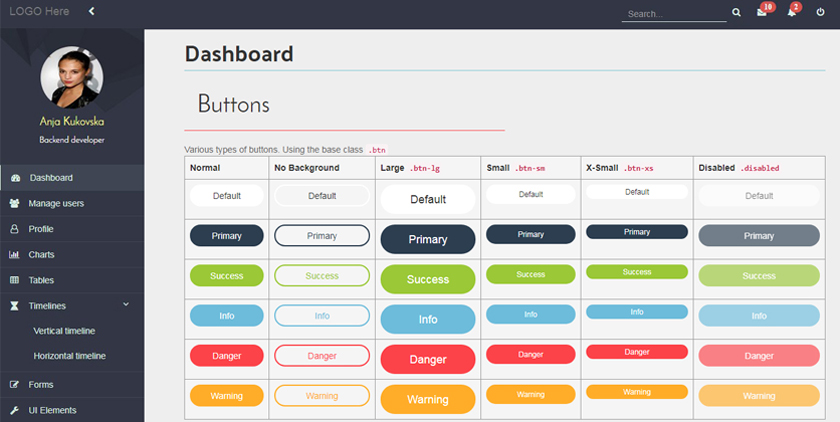 LOGO Here
Search...
10
2
Anja Kukovska
Backend developer
Dashboard
Manage users
Profile
Charts
Tables
Timelines
Vertical timeline
Horizontal timeline
Forms
UI Elements
Dashboard
Buttons
Various types of buttons. Using the base class .btn
Normal No Background Large .btn-lg Small .btn-sm X-Small .btn-xs Disabled .disabled
Default Default Default Default Default Default
Primary Primary Primary Primary Primary Primary
Success Success Success Success Success Success
Info Info Info Info Info Info
Danger Danger Danger Danger Danger Danger
Warning Warning Warning Warning Warning Warning